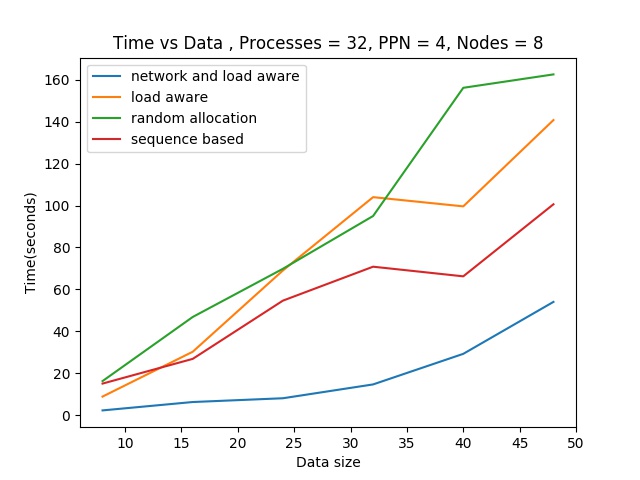 Time vs Data , Processes = 32, PPN = 4, Nodes = 8
network and load aware
load aware
random allocation
sequence based
Time(seconds)
160
140
120
100
80
60
40
20
0
10 15 20 25 30 35 40 45 50
Data size